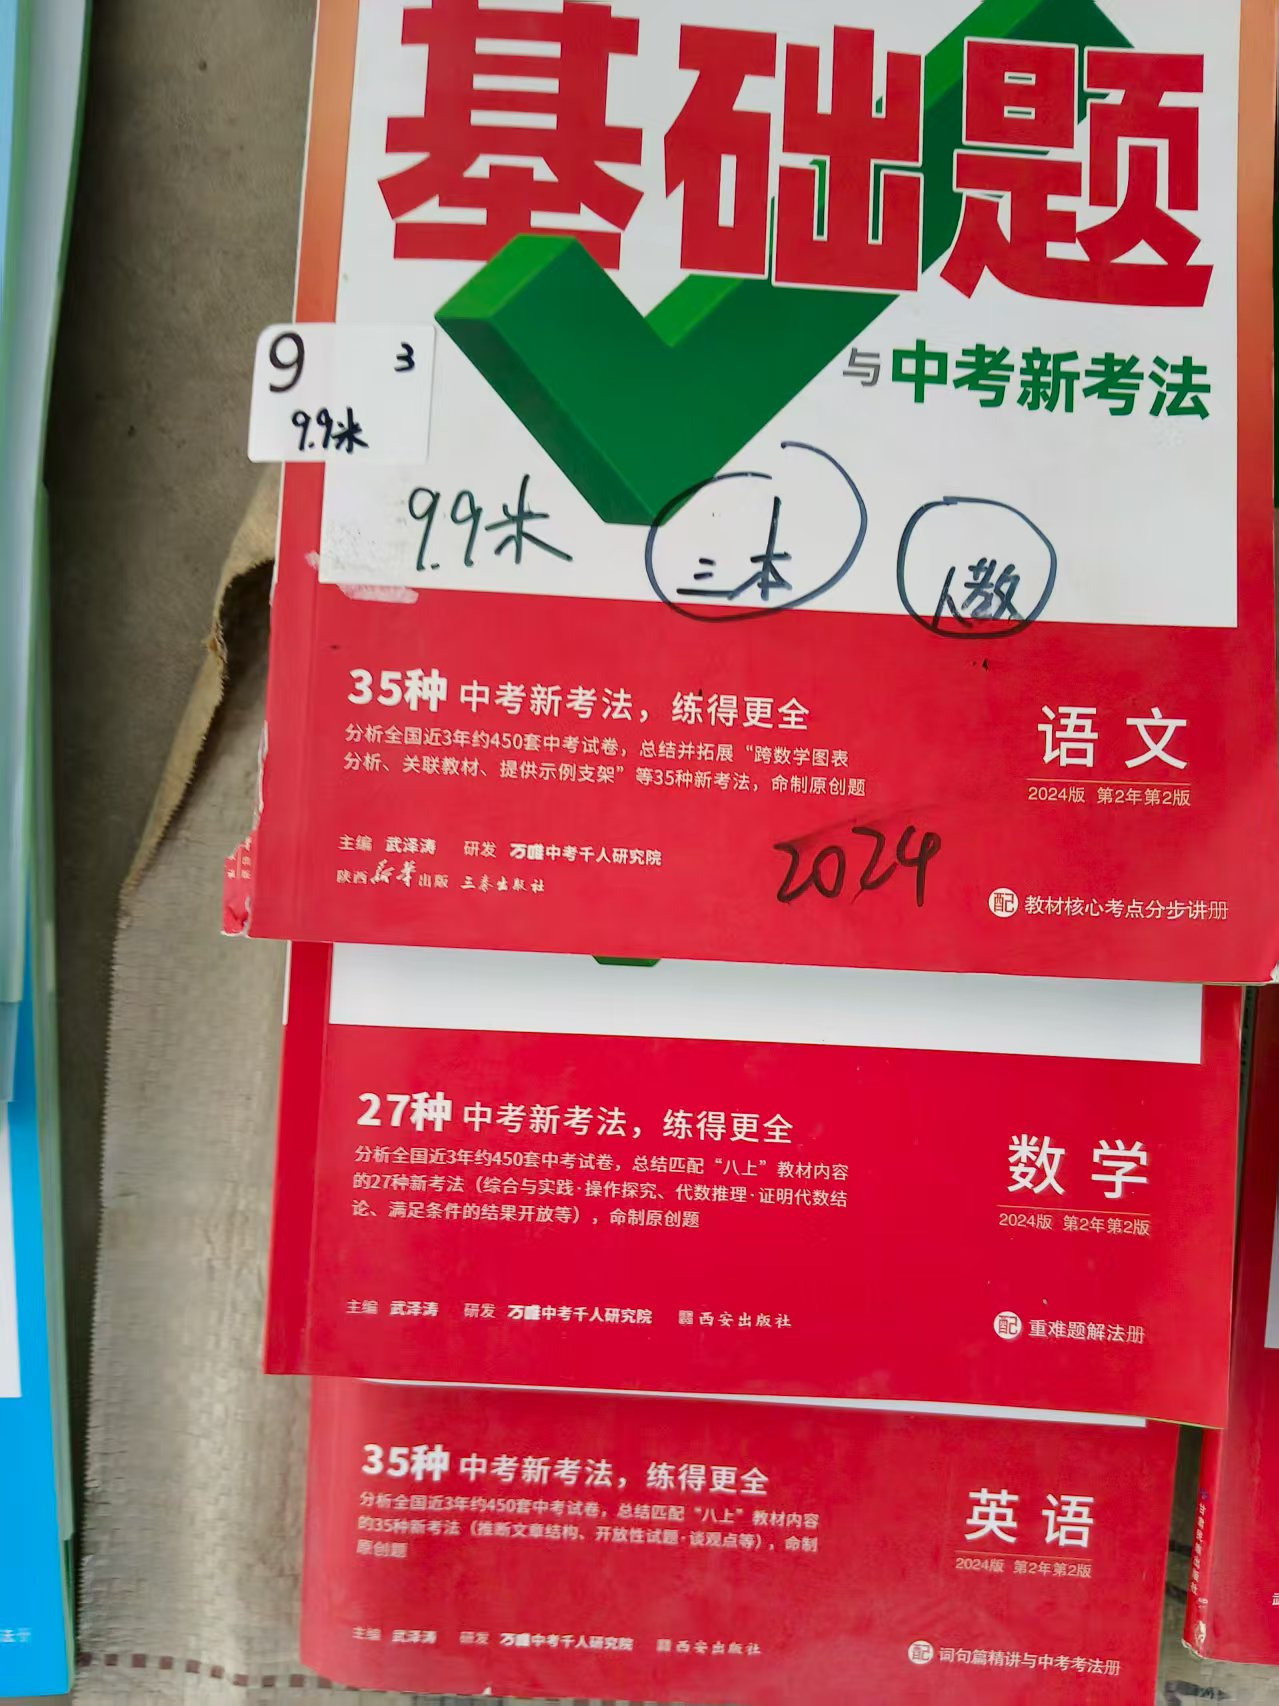 基础题
与中考新考法
9 3
9.9米
9.9米 三本 人教
35种 中考新考法，练得更全
分析全国近3年约450套中考试卷，总结并拓展“跨数学图表
分析、关联教材、提供示例支架”等35种新考法，命制原创题
语文
2024版 第2年第2版
主编 武泽涛 研发 万唯中考千人研究院
陕西新华出版 三秦出版社
2024
配 教材核心考点分步讲册
27种 中考新考法，练得更全
分析全国近3年约450套中考试卷，总结匹配“八上”教材内容
的27种新考法（综合与实践·操作探究、代数推理·证明代数结
论、满足条件的结果开放等），命制原创题
数学
2024版 第2年第2版
主编 武泽涛 研发 万唯中考千人研究院 西安出版社
配 重难题解法册
35种 中考新考法，练得更全
分析全国近3年约450套中考试卷，总结匹配“八上”教材内容
的35种新考法（推断文章结构、开放性试题·谈观点等），命制
原创题
英语
2024版 第2年第2版
主编 武泽涛 研发 万唯中考千人研究院 西安出版社
配 词句篇精讲与中考考法册